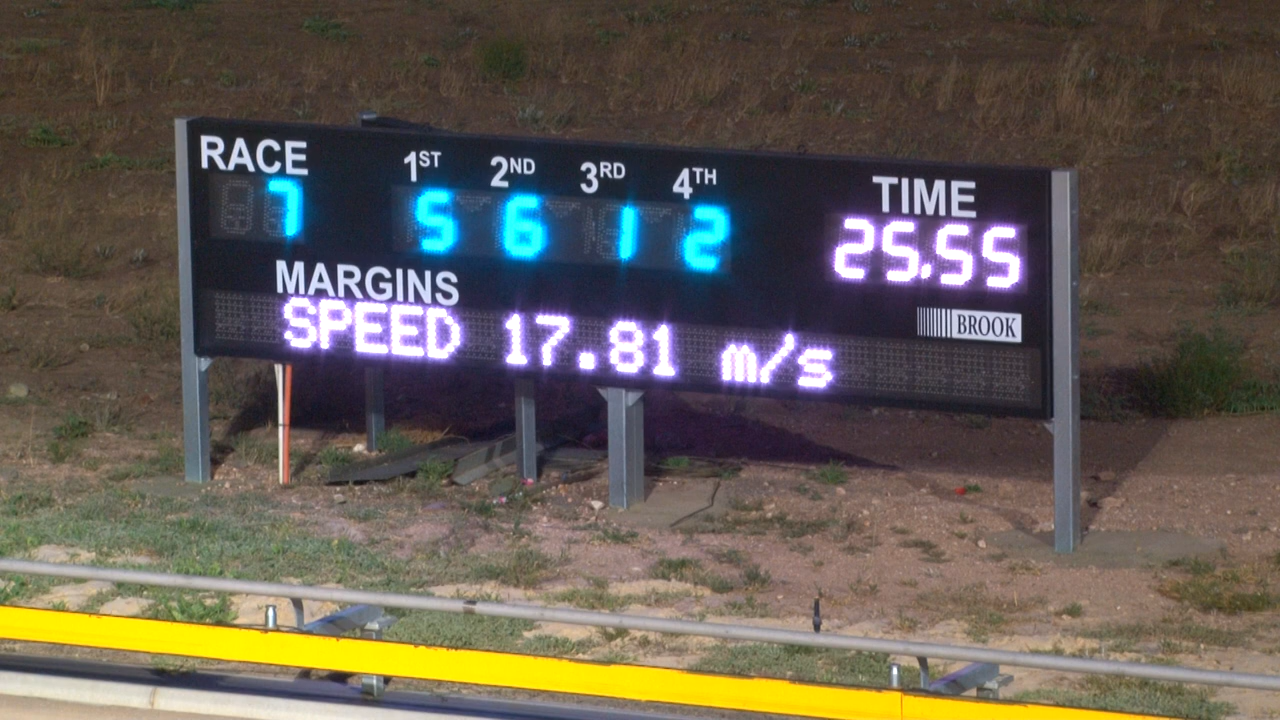 RACE 1ST 2ND 3RD 4TH TIME
7 5 6 1 2 25.55
MARGINS
BROOK
SPEED 17.81 m/s